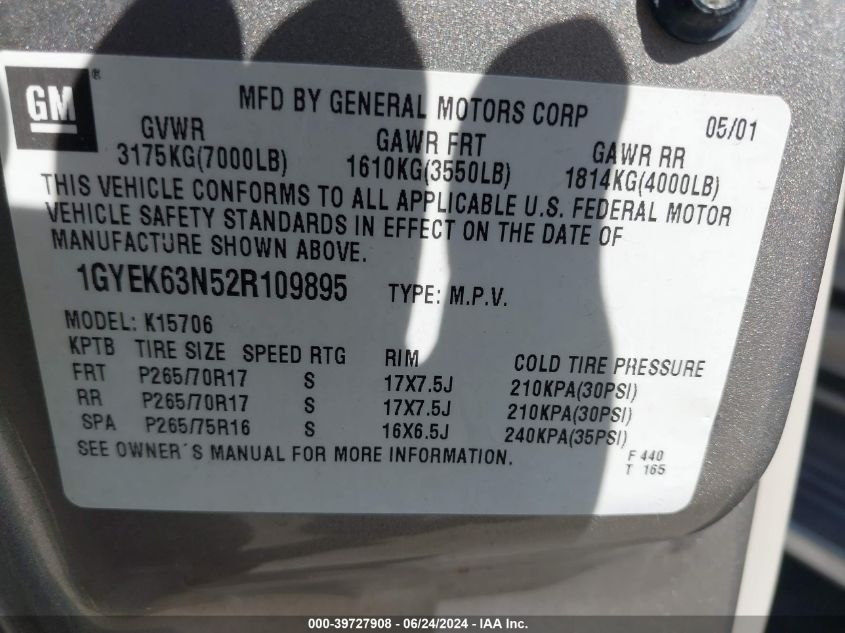 GM ®
MFD BY GENERAL MOTORS CORP 05/01
GVWR GAWR FRT GAWR RR
3175KG(7000LB) 1610KG(3550LB) 1814KG(4000LB)
THIS VEHICLE CONFORMS TO ALL APPLICABLE U.S. FEDERAL MOTOR
VEHICLE SAFETY STANDARDS IN EFFECT ON THE DATE OF
MANUFACTURE SHOWN ABOVE.
1GYEK63N52R109895 TYPE: M.P.V.
MODEL: K15706
KPTB TIRE SIZE SPEED RTG RIM COLD TIRE PRESSURE
FRT P265/70R17 S 17X7.5J 210KPA(30PSI)
RR P265/70R17 S 17X7.5J 210KPA(30PSI)
SPA P265/75R16 S 16X6.5J 240KPA(35PSI)
SEE OWNER´S MANUAL FOR MORE INFORMATION.
F 440
T 165
000-39727908 - 06/24/2024 - IAA Inc.